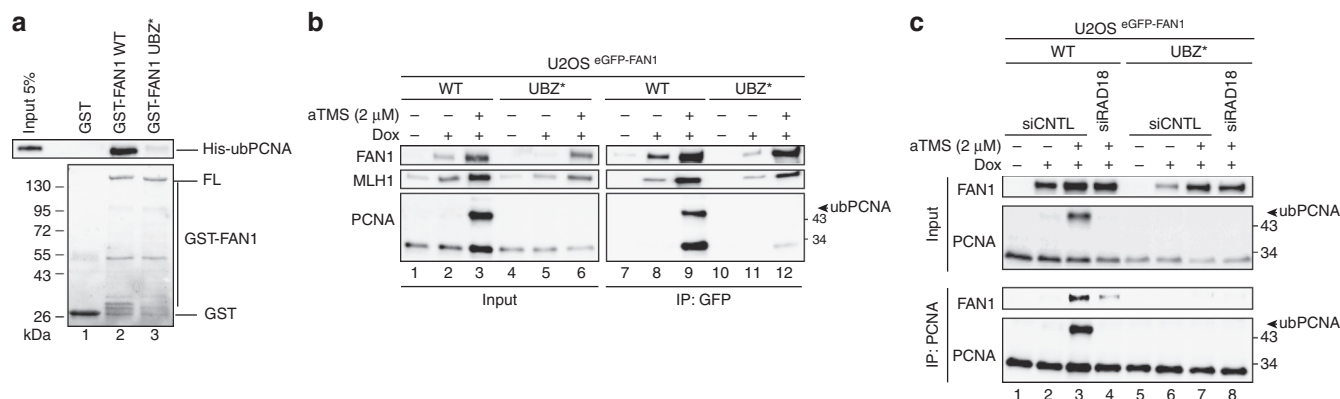 a
Input 5%
GST
GST-FAN1 WT
GST-FAN1 UBZ*
His-ubPCNA
130
95
72
55
43
26
FL
GST-FAN1
GST
kDa
1 2 3
b
U2OS eGFP-FAN1
WT UBZ* WT UBZ*
aTMS (2 µM) – – + – – + – – + – – +
Dox – + + – + + – + + – + +
FAN1
MLH1
PCNA
ubPCNA
43
34
1 2 3 4 5 6 7 8 9 10 11 12
Input IP: GFP
c
U2OS eGFP-FAN1
WT UBZ*
siCNTL siRAD18 siCNTL siRAD18
aTMS (2 µM) – – + + – – + +
Dox – + + + – + + +
Input
FAN1
PCNA
ubPCNA
43
34
IP: PCNA
FAN1
PCNA
ubPCNA
43
34
1 2 3 4 5 6 7 8